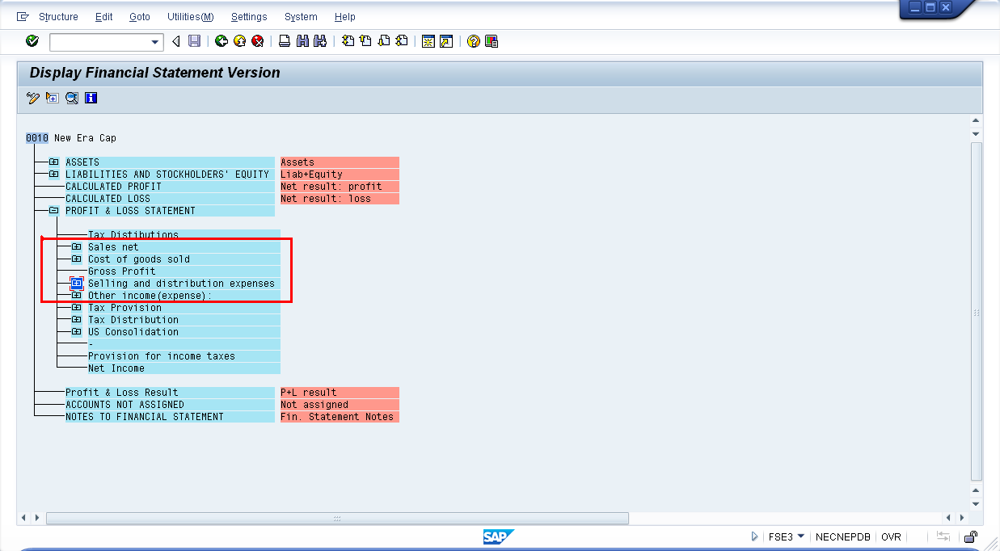 Structure Edit Goto Utilities(M) Settings System Help
Display Financial Statement Version
0010 New Era Cap
ASSETS Assets
LIABILITIES AND STOCKHOLDERS' EQUITY Liab+Equity
CALCULATED PROFIT Net result: profit
CALCULATED LOSS Net result: loss
PROFIT & LOSS STATEMENT
Tax Distibutions
Sales net
Cost of goods sold
Gross Profit
Selling and distribution expenses
Other income(expense):
Tax Provision
Tax Distribution
US Consolidation
-
Provision for income taxes
Net Income
Profit & Loss Result P+L result
ACCOUNTS NOT ASSIGNED Not assigned
NOTES TO FINANCIAL STATEMENT Fin. Statement Notes
SAP FSE3 NECNEPDB OVR